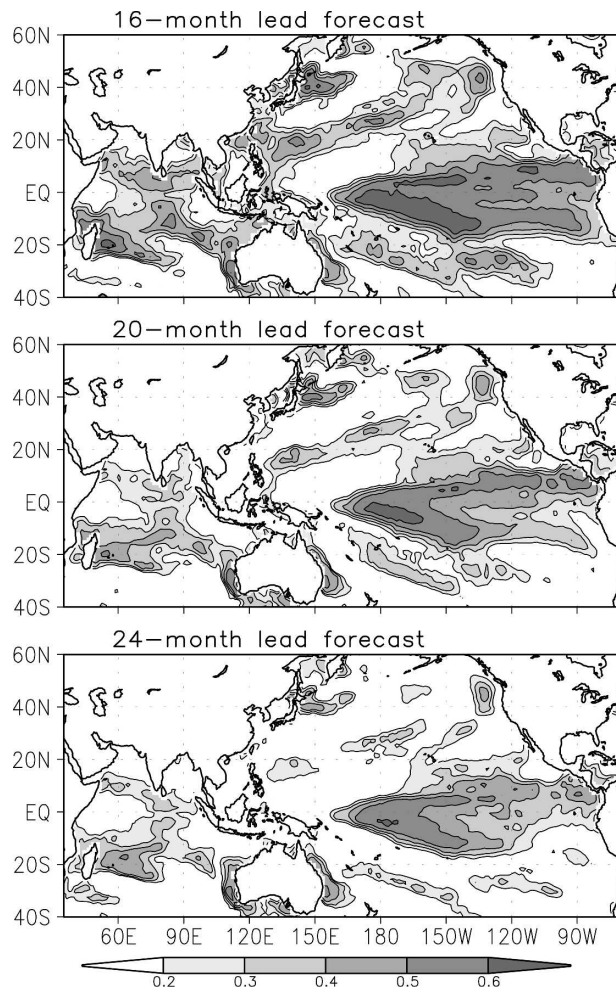 16-month lead forecast
60N
40N
20N
EQ
20S
40S
20-month lead forecast
60N
40N
20N
EQ
20S
40S
24-month lead forecast
60N
40N
20N
EQ
20S
40S
60E 90E 120E 150E 180 150W 120W 90W
0.2 0.3 0.4 0.5 0.6